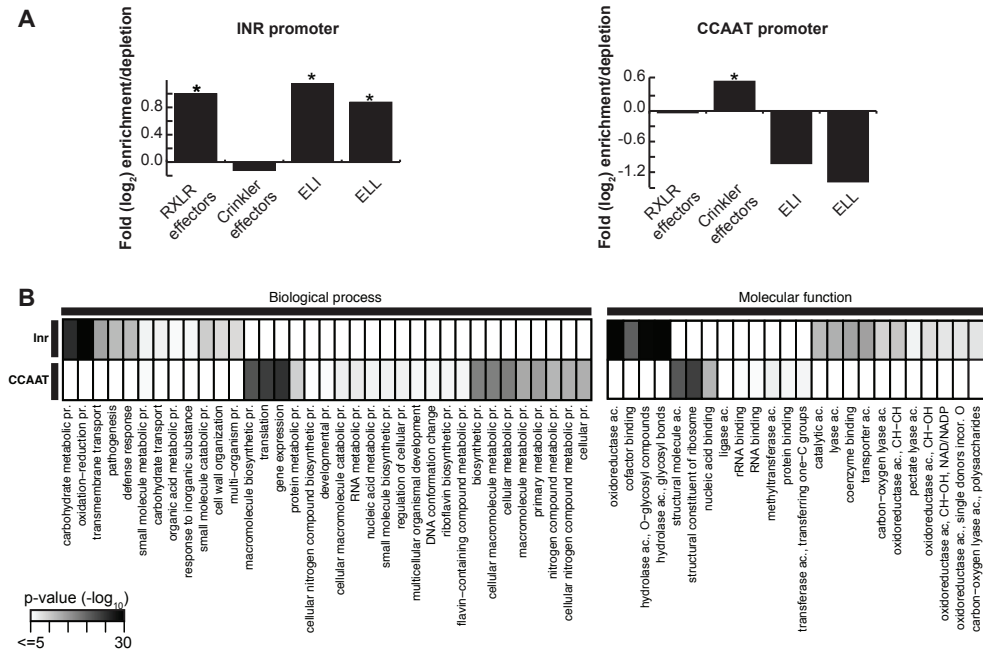 A
INR promoter
Fold (log2) enrichment/depletion
0.8
0.4
0.0
*
*
*
RXLR
effectors
Crinkler
effectors
ELI
ELL
CCAAT promoter
Fold (log2) enrichment/depletion
0.6
0.0
-0.6
-1.2
*
RXLR
effectors
Crinkler
effectors
ELI
ELL
B
Biological process
Molecular function
Inr
CCAAT
carbohydrate metabolic pr.
oxidation−reduction pr.
transmembrane transport
pathogenesis
defense response
small molecule metabolic pr.
carbohydrate transport
organic acid metabolic pr.
response to inorganic substance
small molecule catabolic pr.
cell wall organization
multi−organism pr.
macromolecule biosynthetic pr.
translation
gene expression
protein metabolic pr.
cellular nitrogen compound biosynthetic pr.
developmental pr.
cellular macromolecule catabolic pr.
RNA metabolic pr.
nucleic acid metabolic pr.
small molecule biosynthetic pr.
regulation of cellular pr.
multicellular organismal development
DNA conformation change
riboflavin biosynthetic pr.
flavin−containing compound metabolic pr.
biosynthetic pr.
cellular macromolecule metabolic pr.
cellular metabolic pr.
macromolecule metabolic pr.
primary metabolic pr.
nitrogen compound metabolic pr.
cellular nitrogen compound metabolic pr.
cellular pr.
oxidoreductase ac.
cofactor binding
hydrolase ac., O−glycosyl compounds
hydrolase ac., glycosyl bonds
structural molecule ac.
structural constituent of ribosome
nucleic acid binding
ligase ac.
rRNA binding
RNA binding
methyltransferase ac.
protein binding
transferase ac., transferring one−C groups
catalytic ac.
lyase ac.
coenzyme binding
transporter ac.
carbon−oxygen lyase ac.
oxidoreductase ac., CH−CH
pectate lyase ac.
oxidoreductase ac., CH−OH
oxidoreductase ac, CH−OH, NAD/NADP
oxidoreductase ac., single donors incor. O
carbon−oxygen lyase ac., polysaccharides
p-value (-log10)
<=5
30